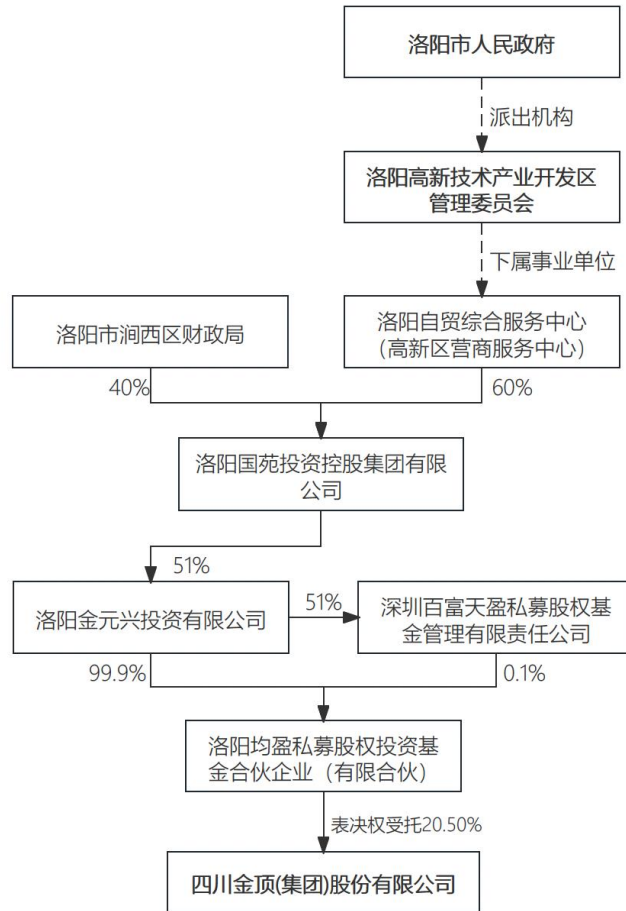 洛阳市人民政府
派出机构
洛阳高新技术产业开发区
管理委员会
下属事业单位
洛阳市涧西区财政局
洛阳自贸综合服务中心
（高新区营商服务中心）
40%
60%
洛阳国苑投资控股集团有限
公司
51%
洛阳金元兴投资有限公司
51%
深圳百富天盈私募股权基
金管理有限责任公司
99.9%
0.1%
洛阳均盈私募股权投资基
金合伙企业（有限合伙）
表决权受托20.50%
四川金顶(集团)股份有限公司